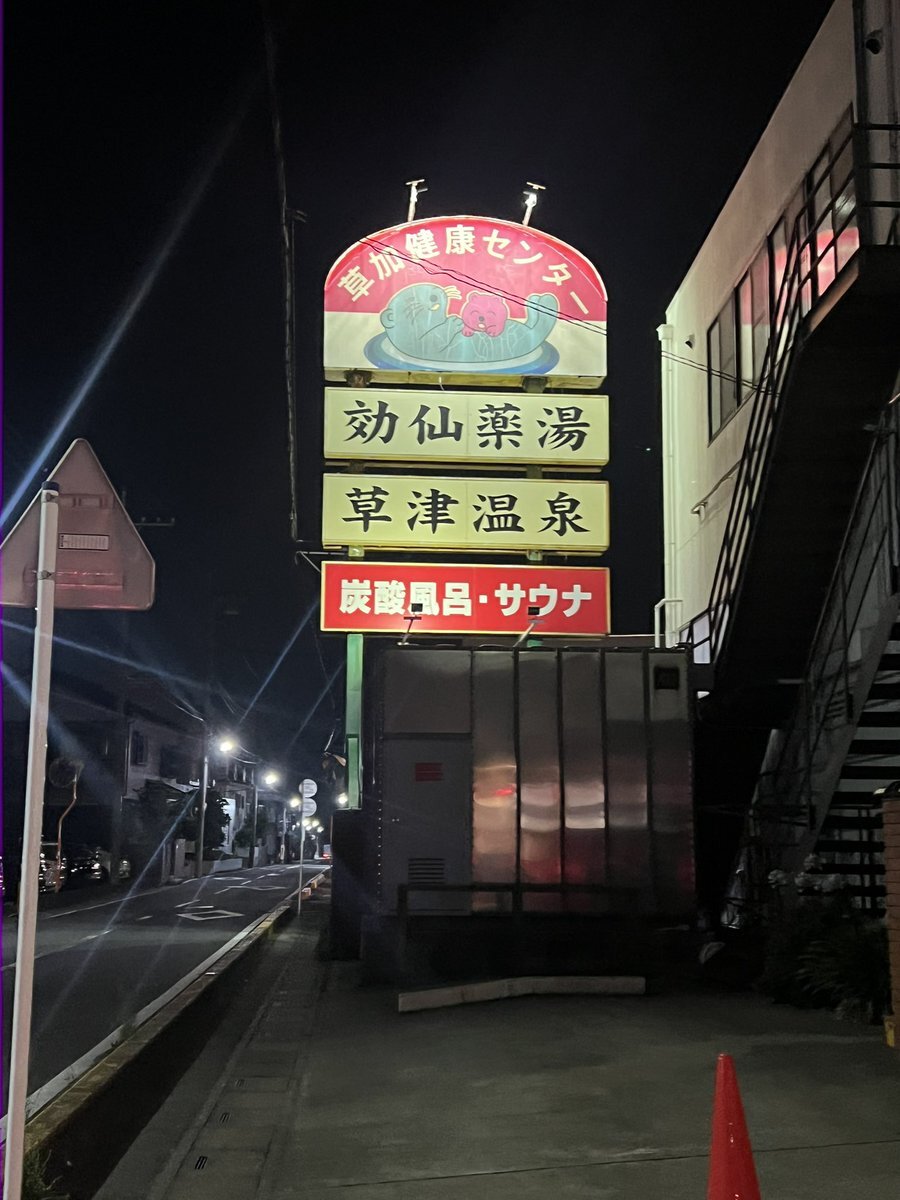 草加健康センター
効仙薬湯
草津温泉
炭酸風呂・サウナ